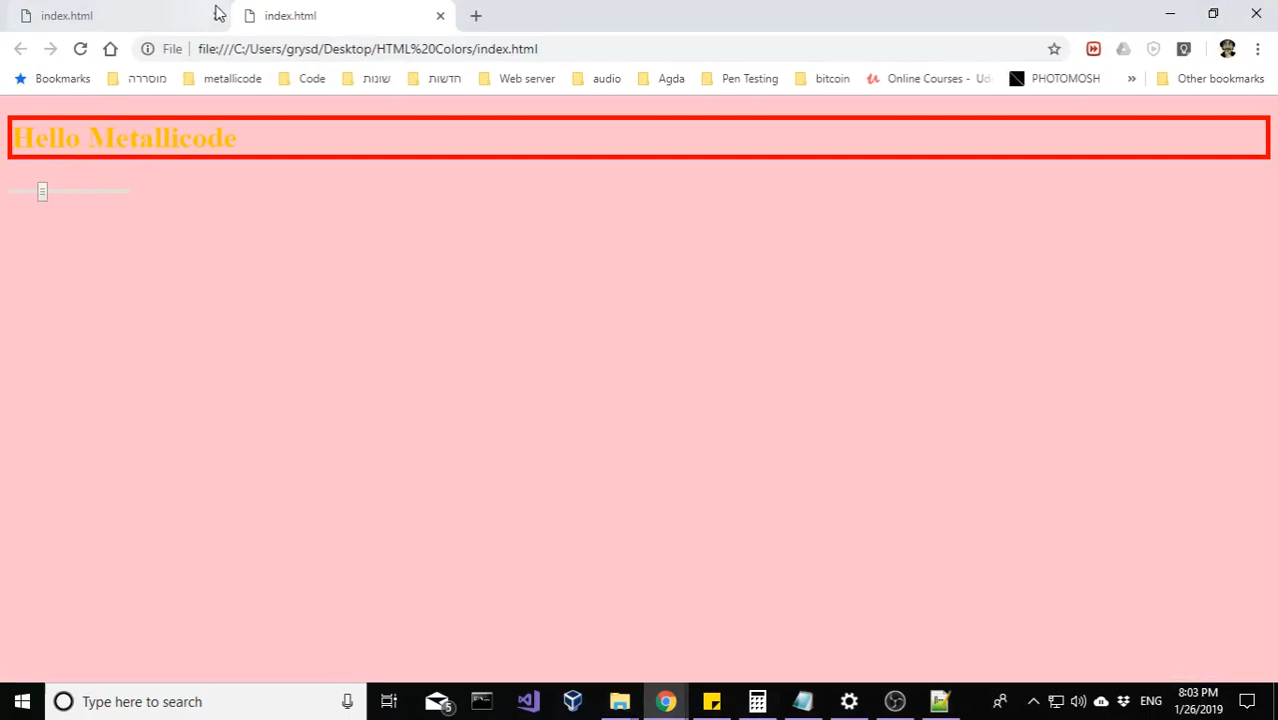 index.html
index.html
File file:///C:/Users/grysd/Desktop/HTML%20Colors/index.html
Bookmarks מוסררה metallicode Code שונות חדשות Web server audio Agda Pen Testing bitcoin Online Courses - Ud PHOTOMOSH » Other bookmarks
Hello Metallicode
Type here to search
5
ENG
8:03 PM
1/26/2019